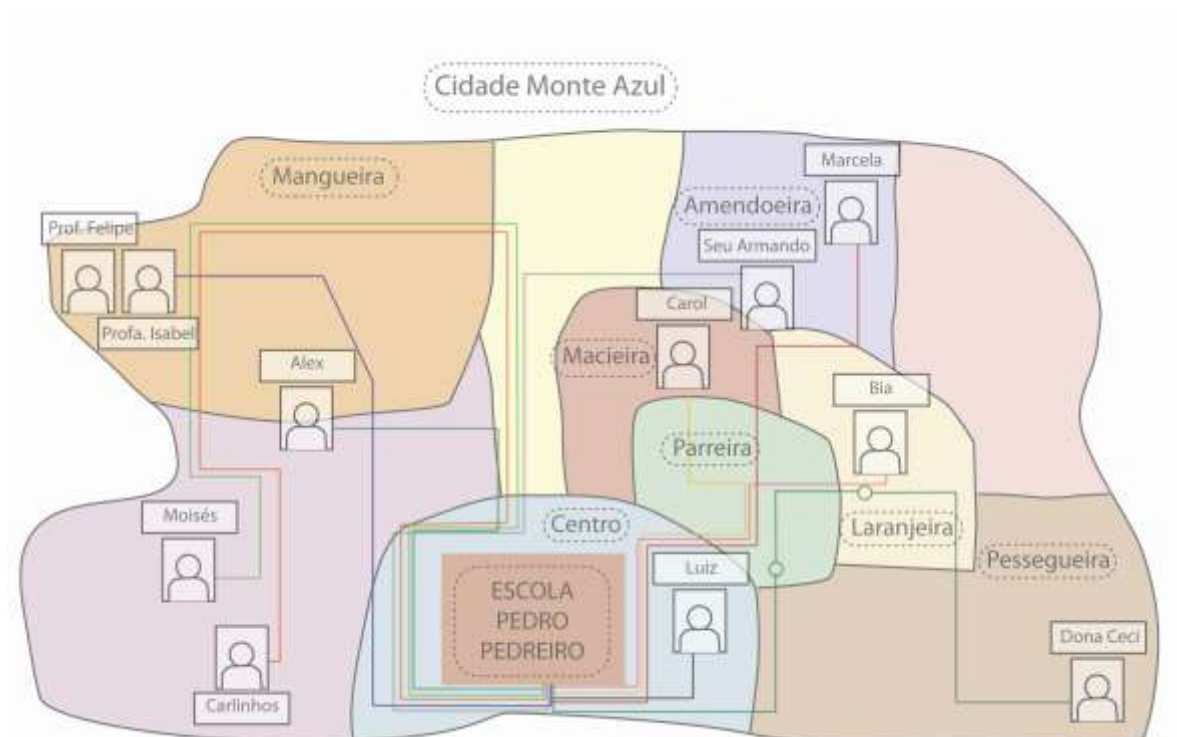 Cidade Monte Azul
Marcela
Mangueira
Amendoeira
Prof. Felipe
Seu Armando
Carol
Profa. Isabel
Macieira
Alex
Bia
Parreira
Moisés
Centro
Laranjeira
Pessegueira
Luiz
ESCOLA
PEDRO
PEDREIRO
Dona Ceci
Carlinhos